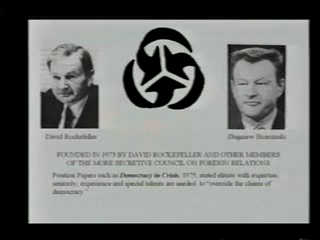 David Rockefeller
Zbigniew Brzezinski
FOUNDED IN 1973 BY DAVID ROCKEFELLER AND OTHER MEMBERS
OF THE MORE SECRETIVE COUNCIL ON FOREIGN RELATIONS
Position Papers such as Democracy in Crisis, 1975, stated elitists with expertise,
seniority, experience and special talents are needed to "override the claims of
democracy"